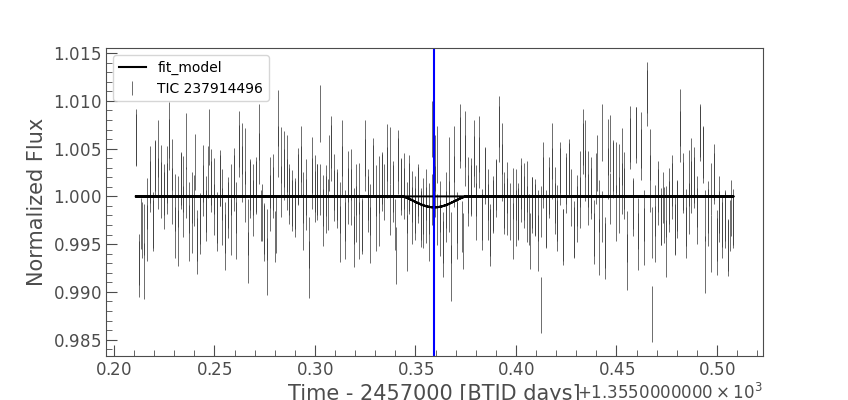 1.015
1.010
1.005
1.000
0.995
0.990
0.985
Normalized Flux
fit_model
TIC 237914496
0.20 0.25 0.30 0.35 0.40 0.45 0.50
Time - 2457000 [BTJD days]
+1.3550000000 × 10³